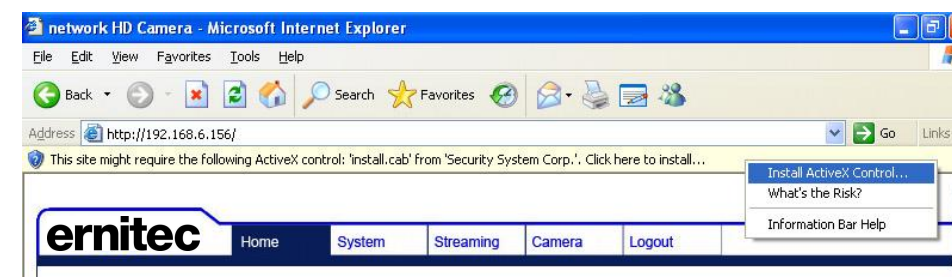 network HD Camera - Microsoft Internet Explorer
File Edit View Favorites Tools Help
Back Search Favorites
Address http://192.168.6.156/ Go Links
This site might require the following ActiveX control: 'install.cab' from 'Security System Corp.'. Click here to install...
Install ActiveX Control...
What's the Risk?
Information Bar Help
ernitec Home System Streaming Camera Logout